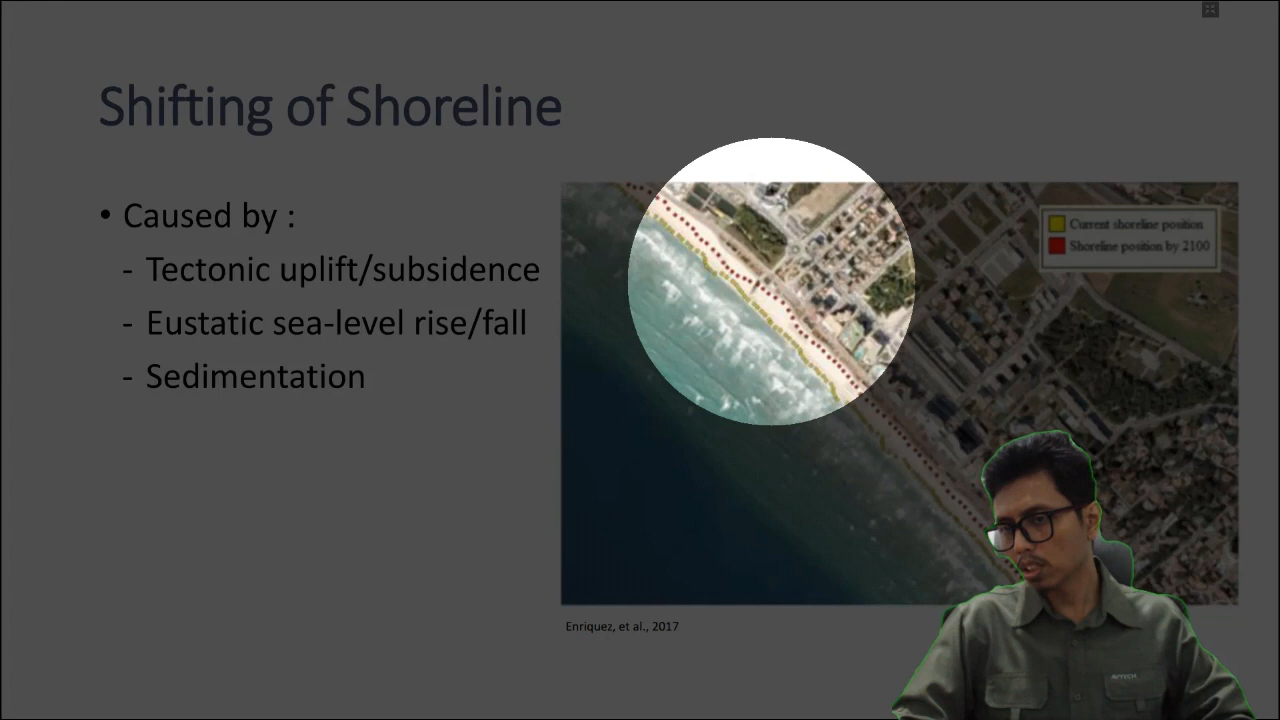 Shifting of Shoreline
• Caused by :
- Tectonic uplift/subsidence
- Eustatic sea-level rise/fall
- Sedimentation
Current shoreline position
Shoreline position by 2100
Enriquez, et al., 2017